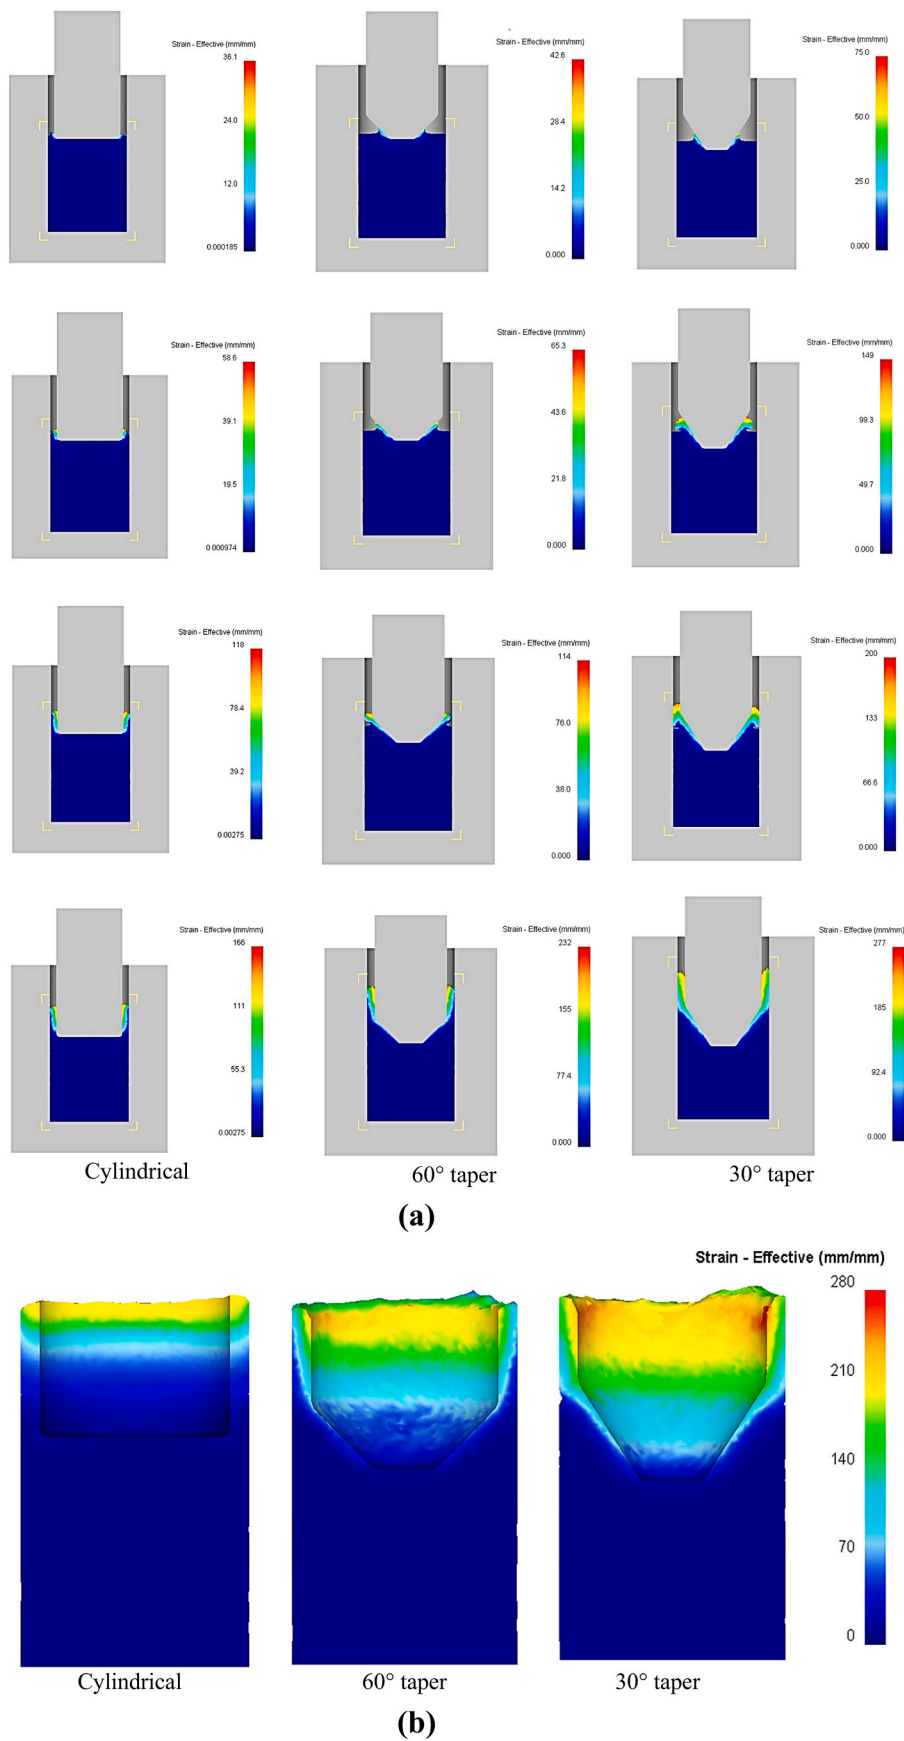 Strain - Effective (mm/mm)
36.1
24.0
12.0
0.000185
Strain - Effective (mm/mm)
42.6
28.4
14.2
0.000
Strain - Effective (mm/mm)
75.0
50.0
25.0
0.000
Strain - Effective (mm/mm)
58.6
39.1
19.5
0.000974
Strain - Effective (mm/mm)
65.3
43.6
21.8
0.000
Strain - Effective (mm/mm)
149
99.3
49.7
0.000
Strain - Effective (mm/mm)
118
78.4
39.2
0.00275
Strain - Effective (mm/mm)
114
76.0
38.0
0.000
Strain - Effective (mm/mm)
200
133
66.6
0.000
Strain - Effective (mm/mm)
166
111
55.3
0.00275
Strain - Effective (mm/mm)
232
155
77.4
0.000
Strain - Effective (mm/mm)
277
185
92.4
0.000
Cylindrical
60° taper
30° taper
(a)
Strain - Effective (mm/mm)
280
210
140
70
0
Cylindrical
60° taper
30° taper
(b)